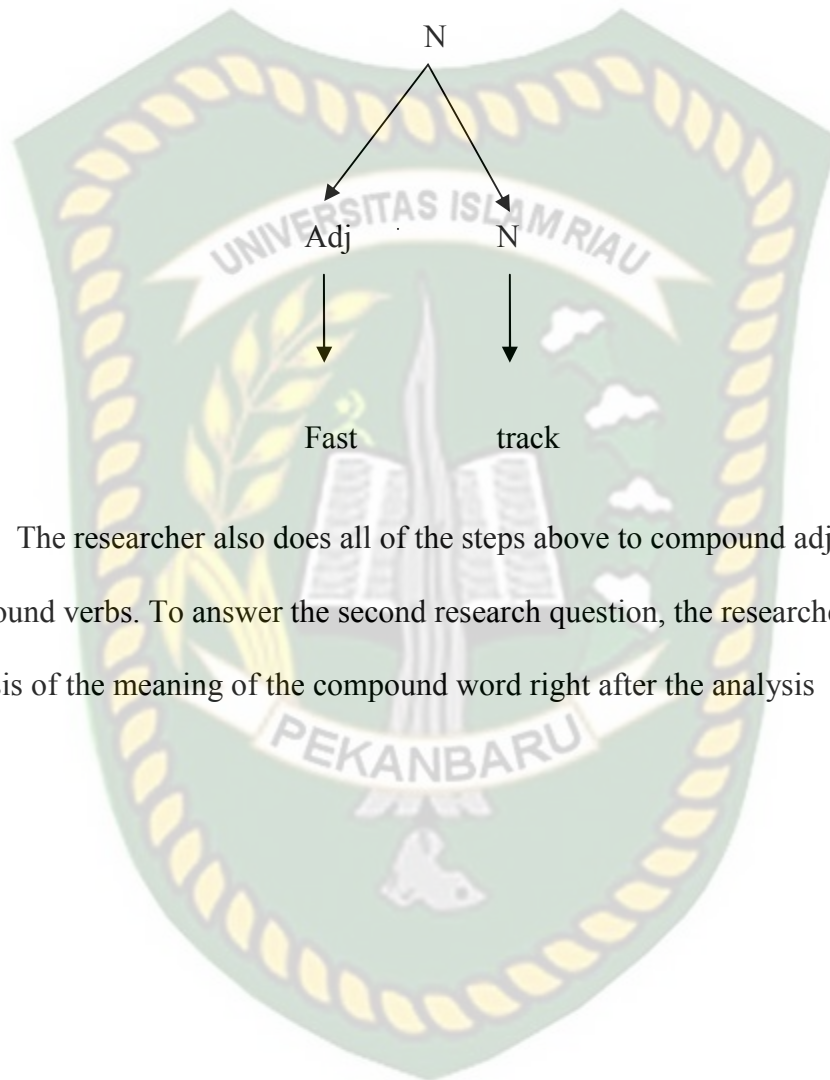 N
UNIVERSITAS ISLAM RIAU
Adj N
Fast track
The researcher also does all of the steps above to compound adj
ound verbs. To answer the second research question, the research
is of the meaning of the compound word right after the analysis
PEKANBARU